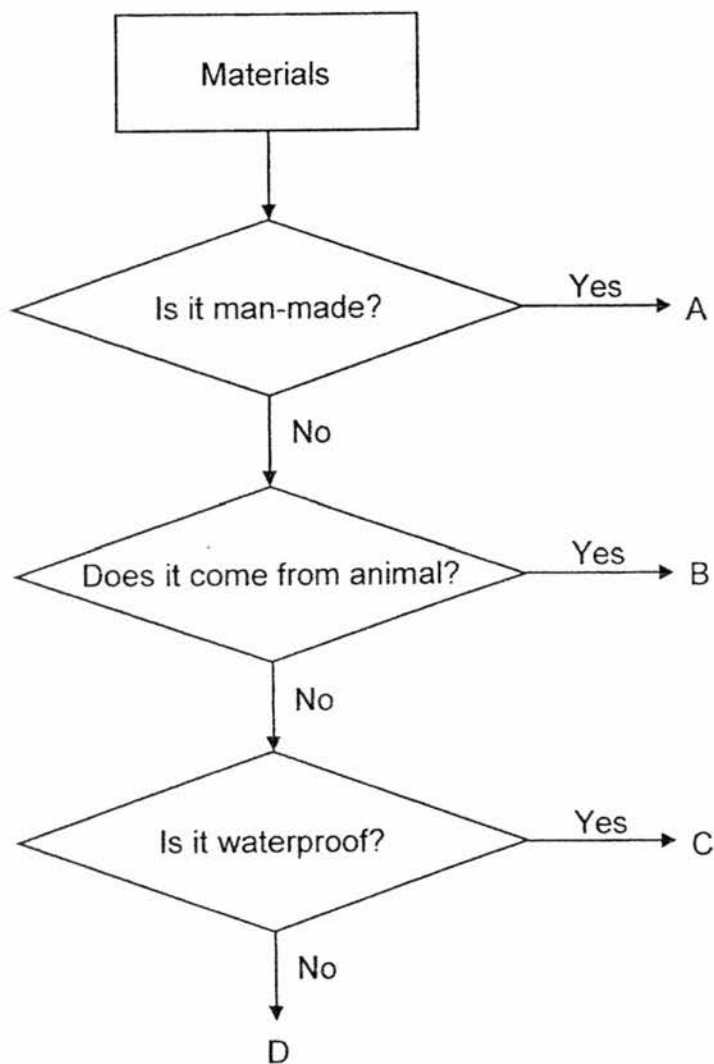 Materials
Is it man-made?
Yes
A
No
Does it come from animal?
Yes
B
No
Is it waterproof?
Yes
C
No
D